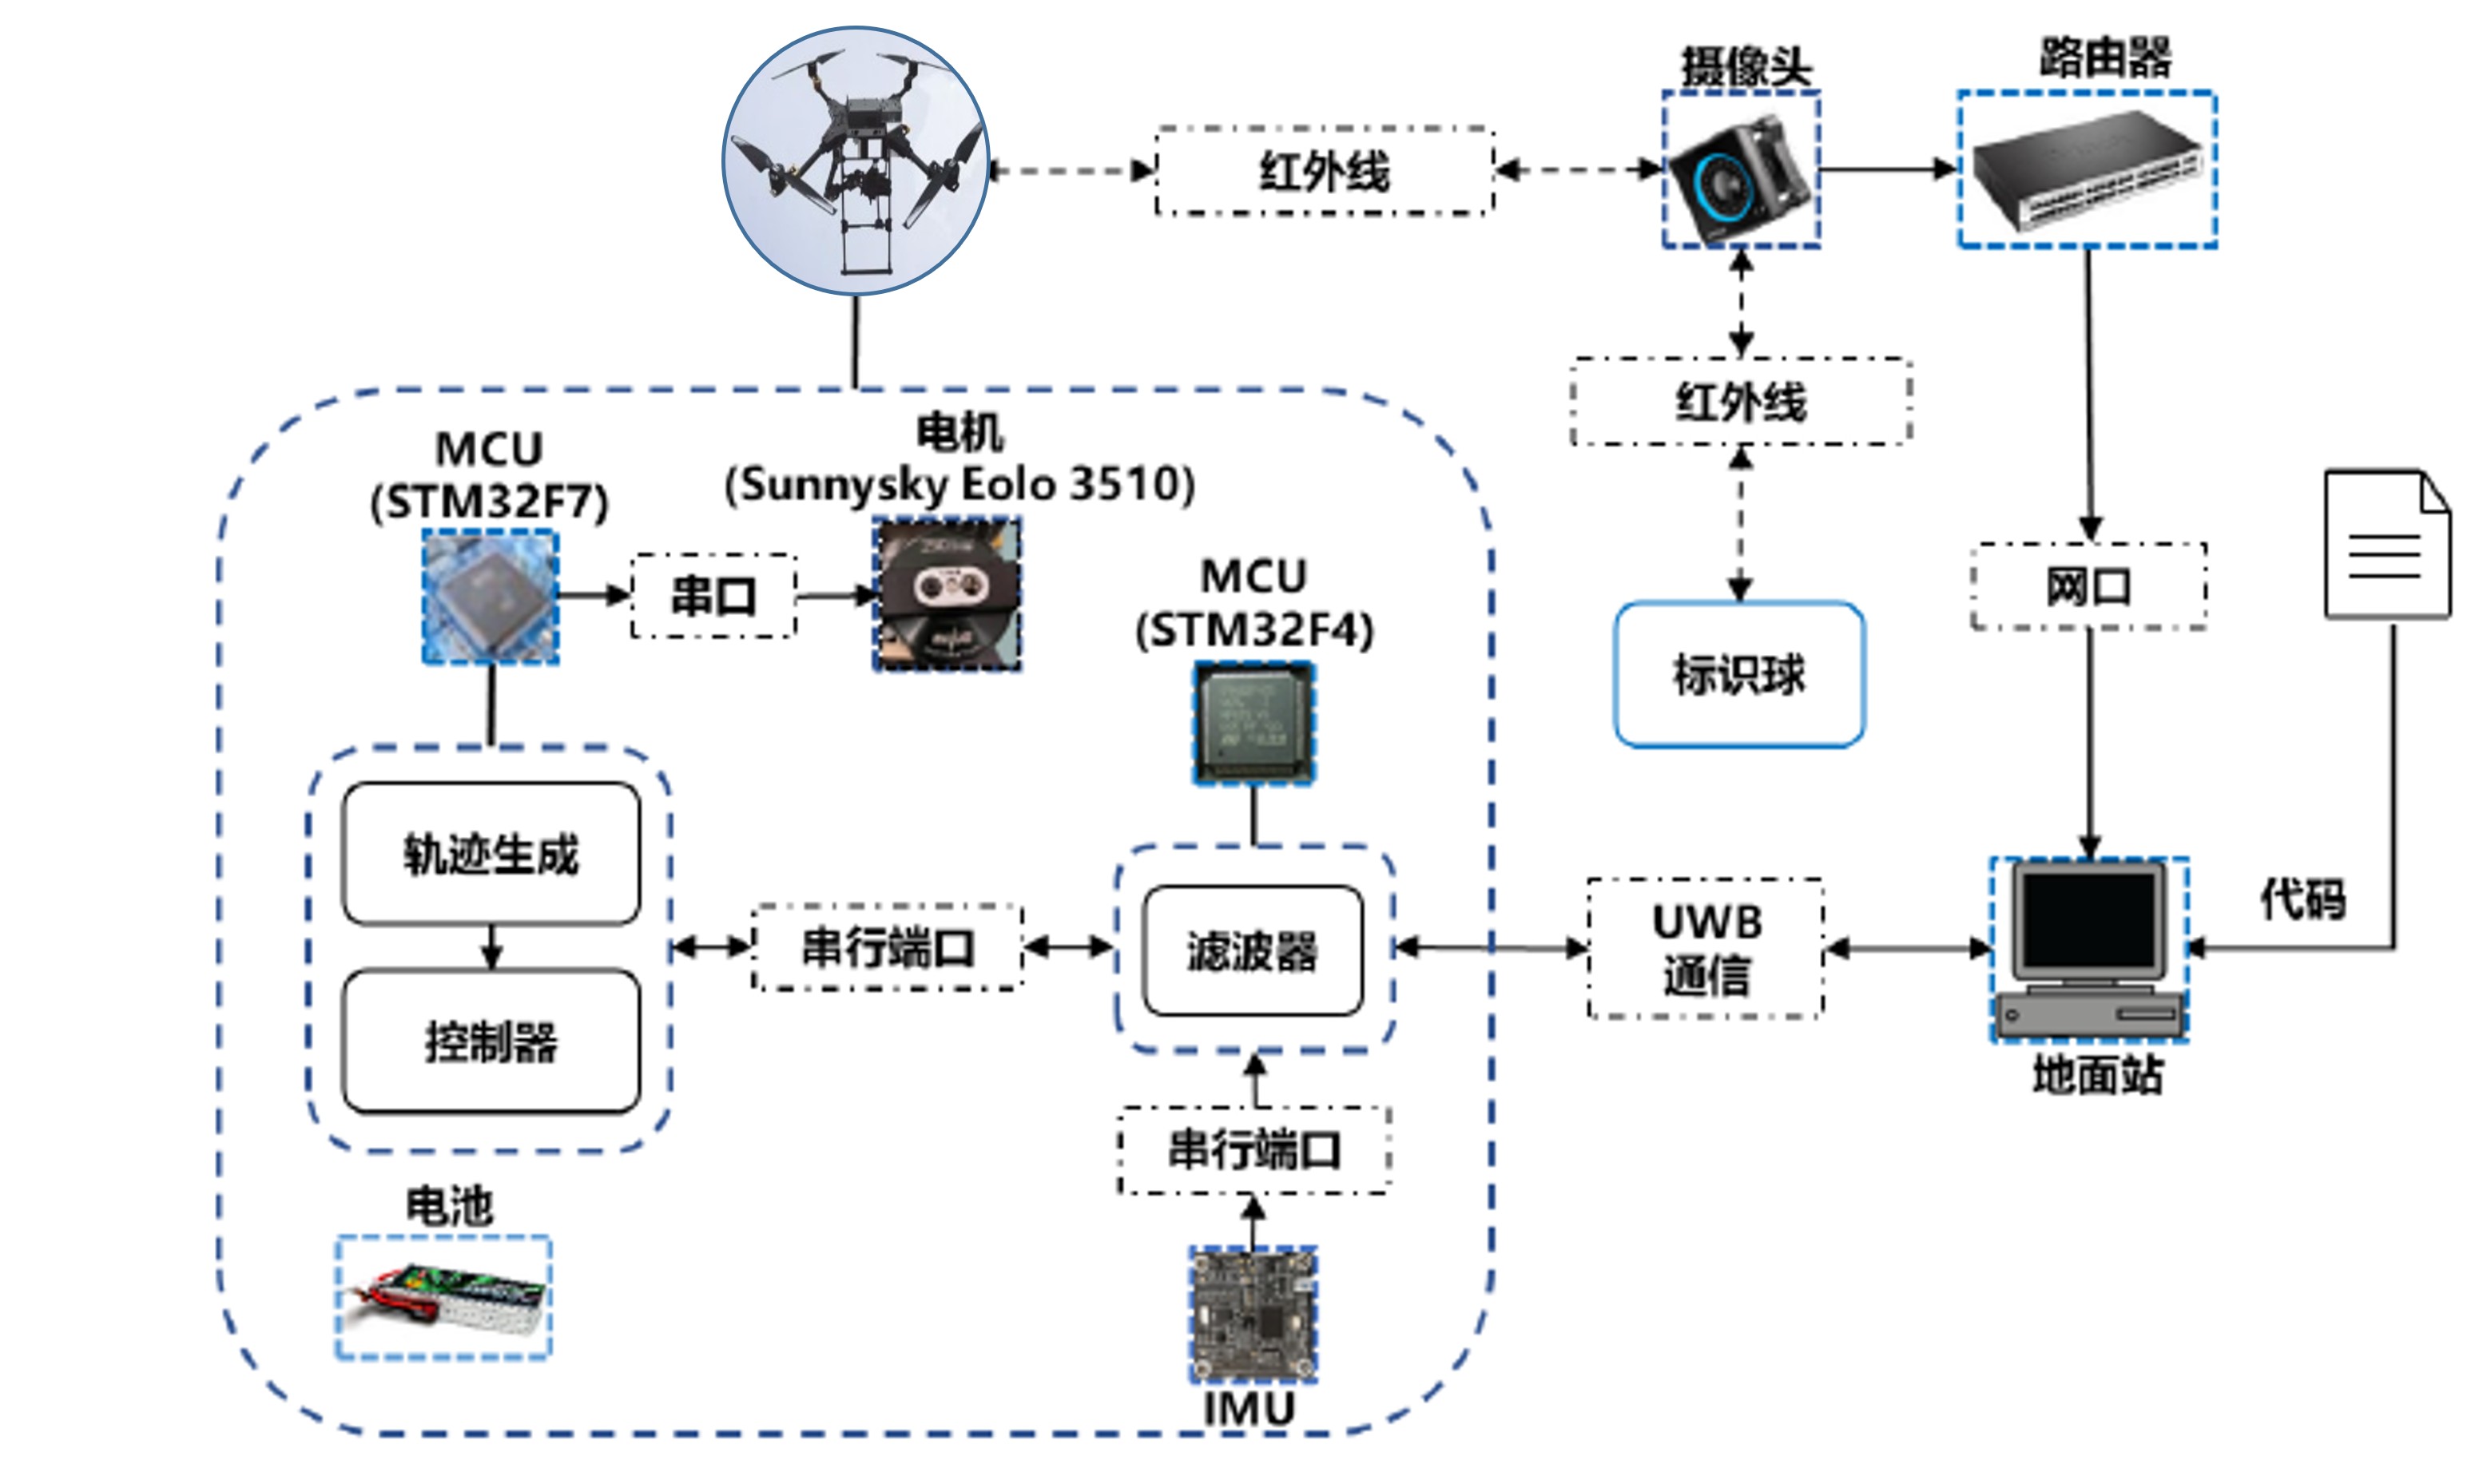 摄像头
路由器
红外线
红外线
电机
(Sunnysky Eolo 3510)
MCU
(STM32F7)
串口
MCU
(STM32F4)
网口
标识球
轨迹生成
控制器
串行端口
滤波器
UWB
通信
代码
地面站
串行端口
电池
IMU